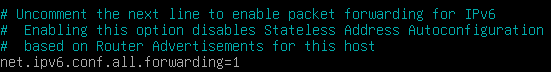 # Uncomment the next line to enable packet forwarding for IPv6
#  Enabling this option disables Stateless Address Autoconfiguration
#  based on Router Advertisements for this host
net.ipv6.conf.all.forwarding=1